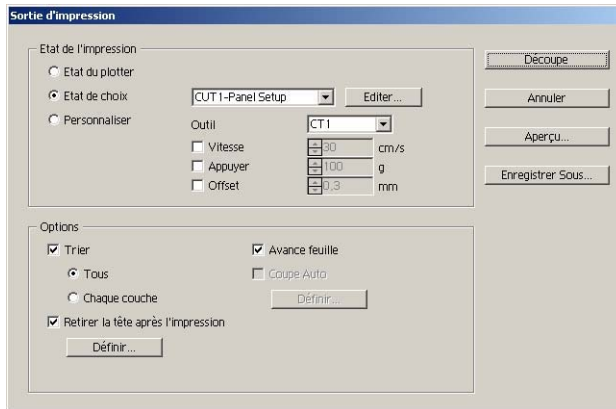 Sortie d'impression
Etat de l'impression
Etat du plotter
Etat de choix
CUT1-Panel Setup
Editer...
Personnaliser
Outil
CT1
Vitesse
30
cm/s
Appuyer
100
g
Offset
0,3
mm
Découpe
Annuler
Aperçu...
Enregistrer Sous...
Options
Trier
Avance feuille
Tous
Coupe Auto
Chaque couche
Définir...
Retirer la tête après l'impression
Définir...